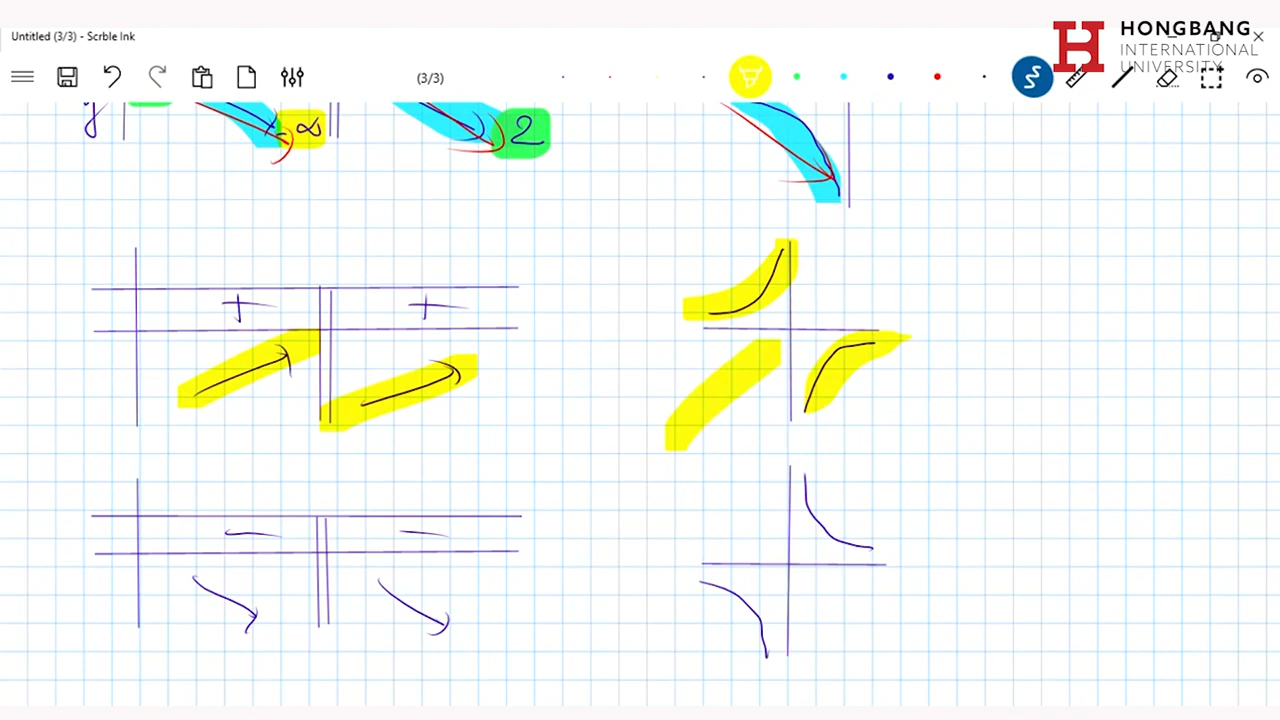 HONGBANG
INTERNATIONAL
UNIVERSITY
Untitled (3/3) - Scrble Ink
(3/3)
y
-∞
2
+ +
− −